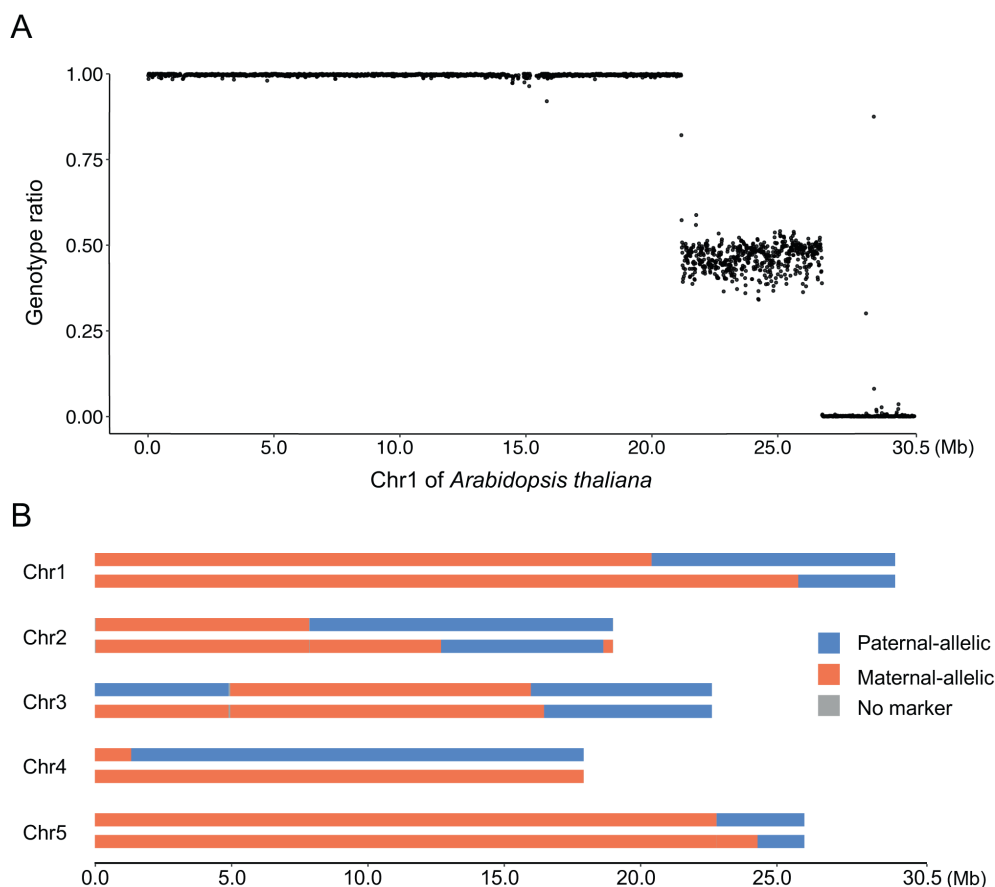 A
1.00
0.75
0.50
0.25
0.00
Genotype ratio
0.0 5.0 10.0 15.0 20.0 25.0 30.5 (Mb)
Chr1 of Arabidopsis thaliana
B
Chr1
Chr2
Chr3
Chr4
Chr5
Paternal-allelic
Maternal-allelic
No marker
0.0 5.0 10.0 15.0 20.0 25.0 30.5 (Mb)